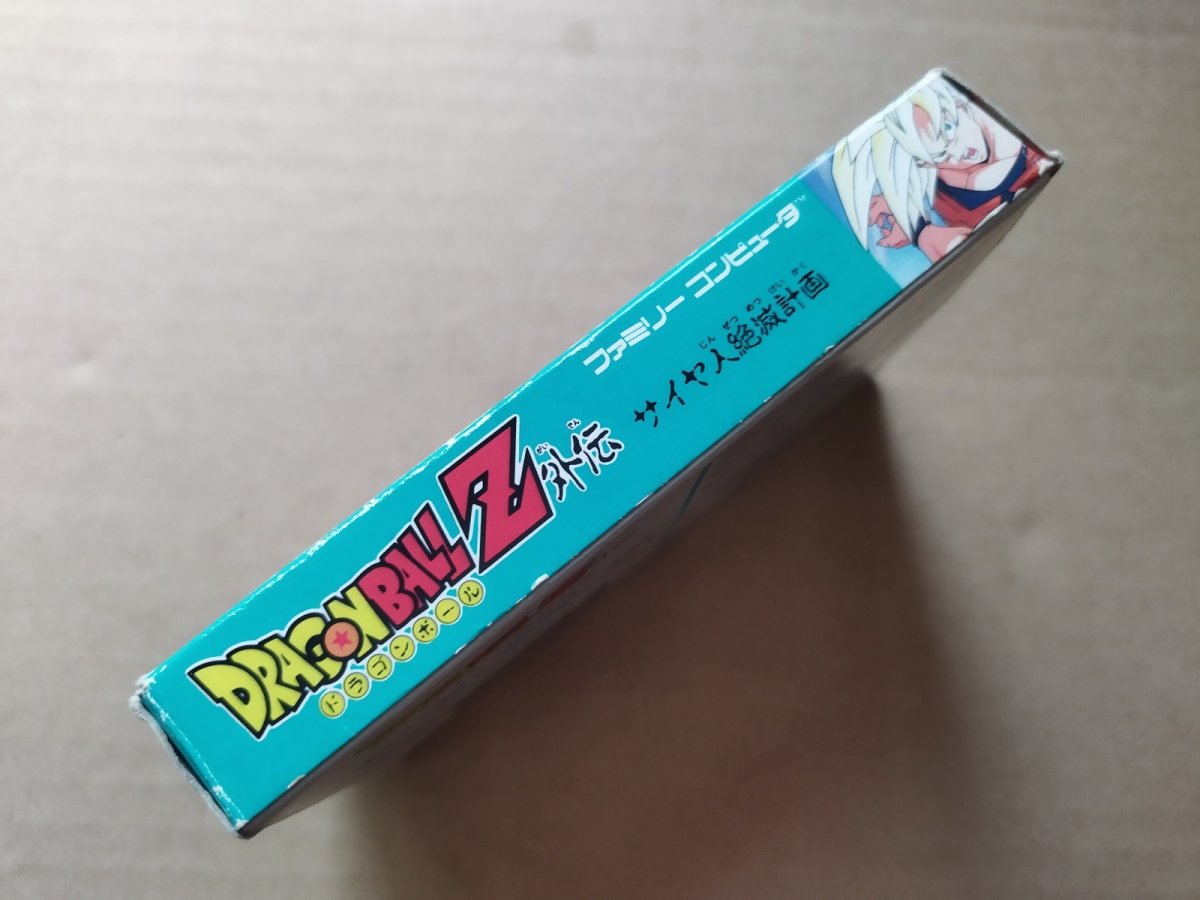 DRAGON BALL Z
ドラゴンボール
がいでん
外伝
ファミリー コンピュータ™
じんぜつめつけいかく
サイヤ人絶滅計画